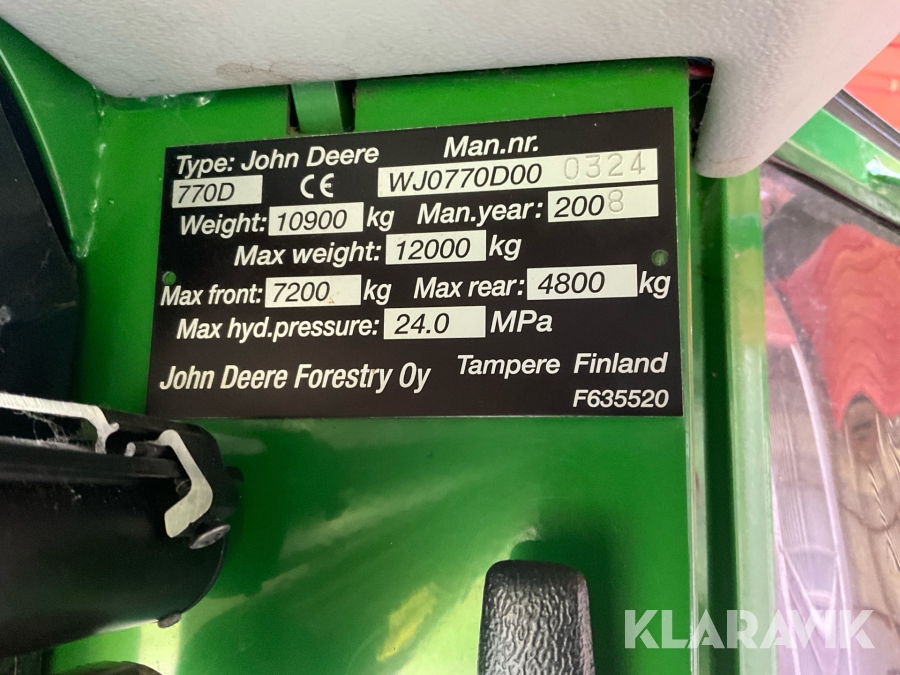 Type: John Deere Man.nr.
770D CE WJ0770D00 0324
Weight: 10900 kg Man.year: 2008
Max weight: 12000 kg
Max front: 7200 kg Max rear: 4800 kg
Max hyd.pressure: 24.0 MPa
John Deere Forestry Oy Tampere Finland
F635520
KLARAVIK